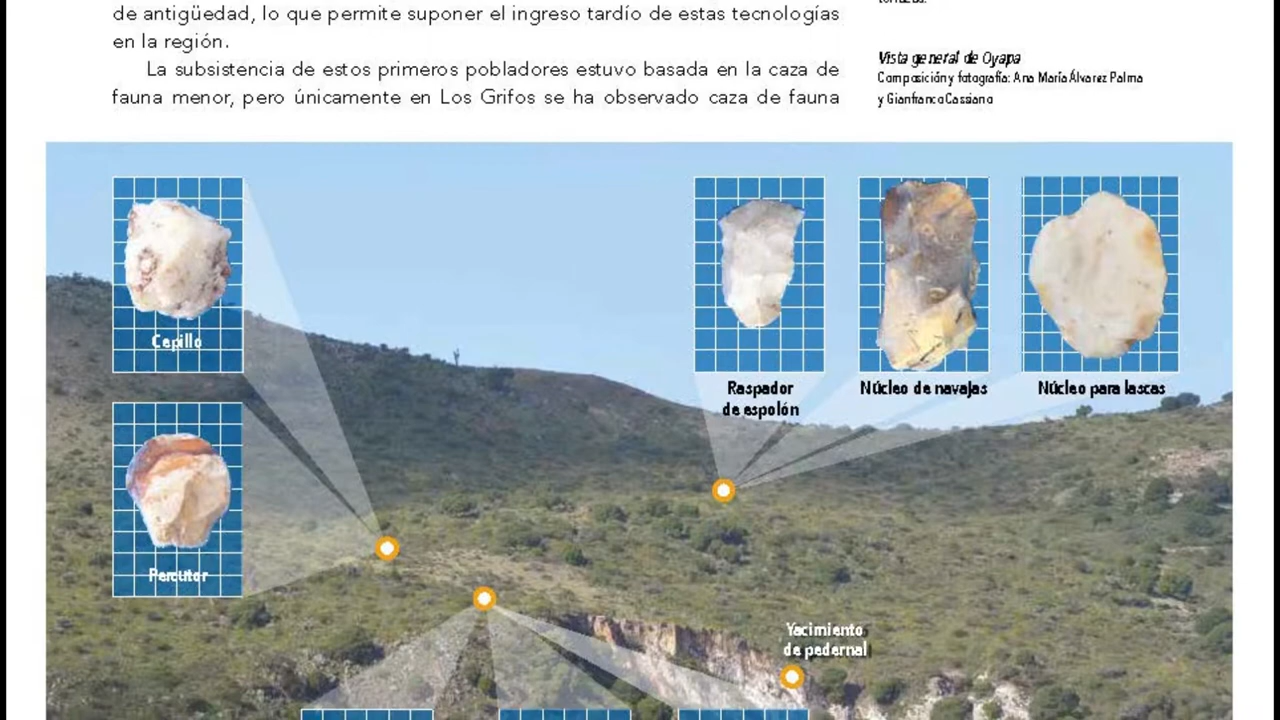 de antigüedad, lo que permite suponer el ingreso tardío de estas tecnologías
en la región.
La subsistencia de estos primeros pobladores estuvo basada en la caza de
fauna menor, pero únicamente en Los Grifos se ha observado caza de fauna
Vista general de Oyapa
Composición y fotografía: Ana María Álvarez Palma
y Gianfranco Cassiano
Cepillo
Percutor
Raspador
de espolón
Núcleo de navajas
Núcleo para lascas
Yacimiento
de pedernal